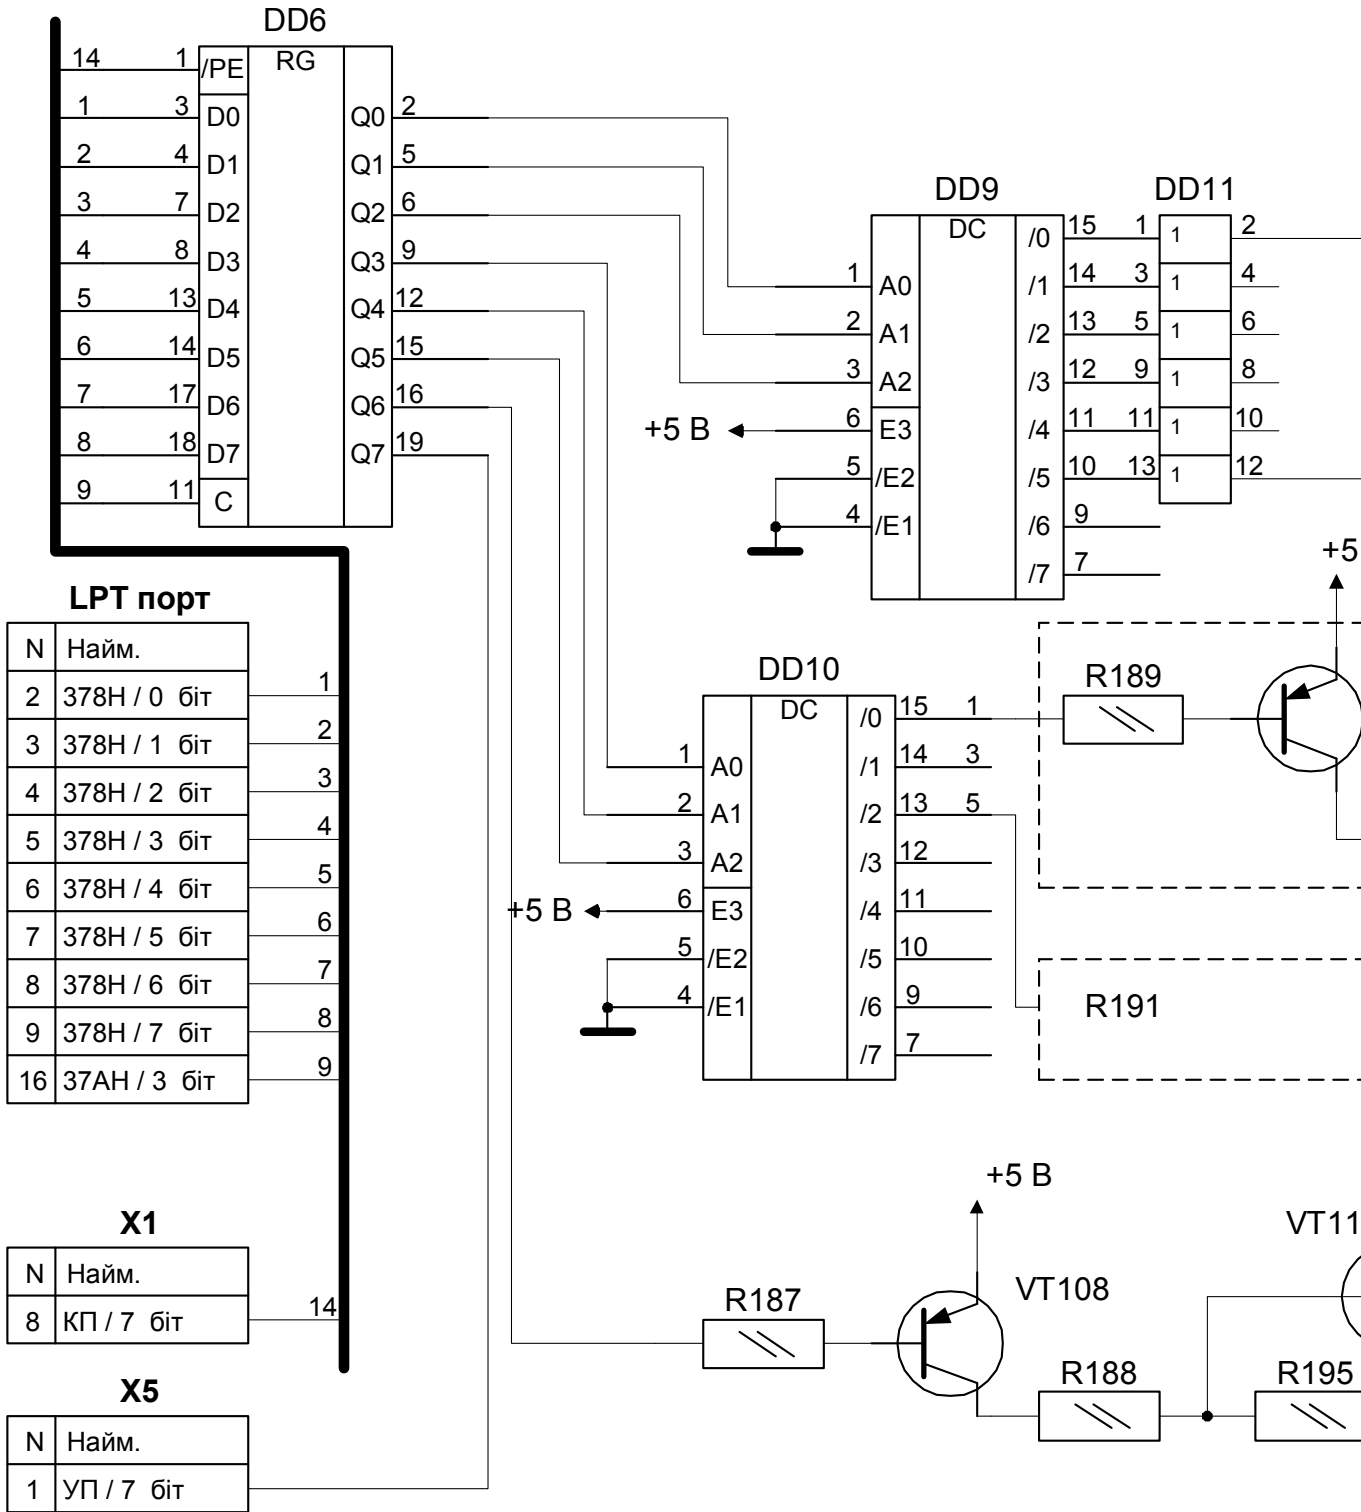 DD6
14 1 /PE RG
1 3 D0 Q0 2
2 4 D1 Q1 5
3 7 D2 Q2 6
4 8 D3 Q3 9
5 13 D4 Q4 12
6 14 D5 Q5 15
7 17 D6 Q6 16
8 18 D7 Q7 19
9 11 C
DD9 DD11
DC /0 15 1 1 2
1 A0 /1 14 3 1 4
2 A1 /2 13 5 1 6
3 A2 /3 12 9 1 8
+5 В 6 E3 /4 11 11 1 10
5 /E2 /5 10 13 1 12
4 /E1 /6 9
/7 7
+5
LPT порт
N Найм.
2 378H / 0 біт 1
3 378H / 1 біт 2
4 378H / 2 біт 3
5 378H / 3 біт 4
6 378H / 4 біт 5
7 378H / 5 біт 6
8 378H / 6 біт 7
9 378H / 7 біт 8
16 37AH / 3 біт 9
DD10
DC /0 15 1
1 A0 /1 14 3
2 A1 /2 13 5
3 A2 /3 12
+5 В 6 E3 /4 11
5 /E2 /5 10
4 /E1 /6 9
/7 7
R189
R191
X1
N Найм.
8 КП / 7 біт 14
X5
N Найм.
1 УП / 7 біт
+5 В
R187
VT108
VT11
R188
R195